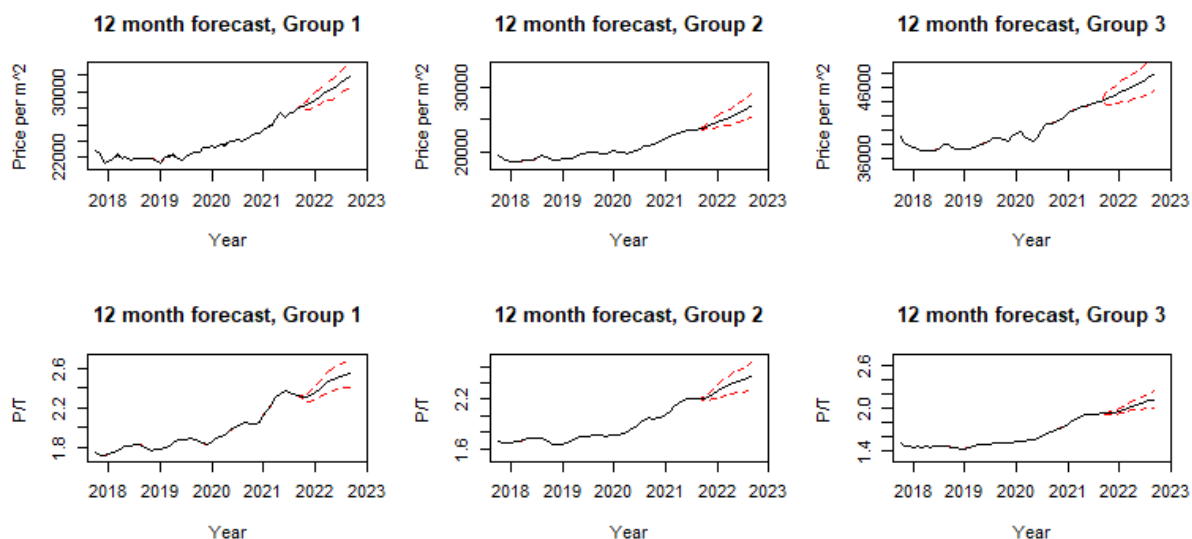 12 month forecast, Group 1
12 month forecast, Group 2
12 month forecast, Group 3
Price per m^2
22000
30000
2018 2019 2020 2021 2022 2023
Year
Price per m^2
20000
30000
2018 2019 2020 2021 2022 2023
Year
Price per m^2
36000
46000
2018 2019 2020 2021 2022 2023
Year
12 month forecast, Group 1
12 month forecast, Group 2
12 month forecast, Group 3
P/T
1.8
2.2
2.6
2018 2019 2020 2021 2022 2023
Year
P/T
1.6
2.2
2018 2019 2020 2021 2022 2023
Year
P/T
1.4
2.0
2.6
2018 2019 2020 2021 2022 2023
Year